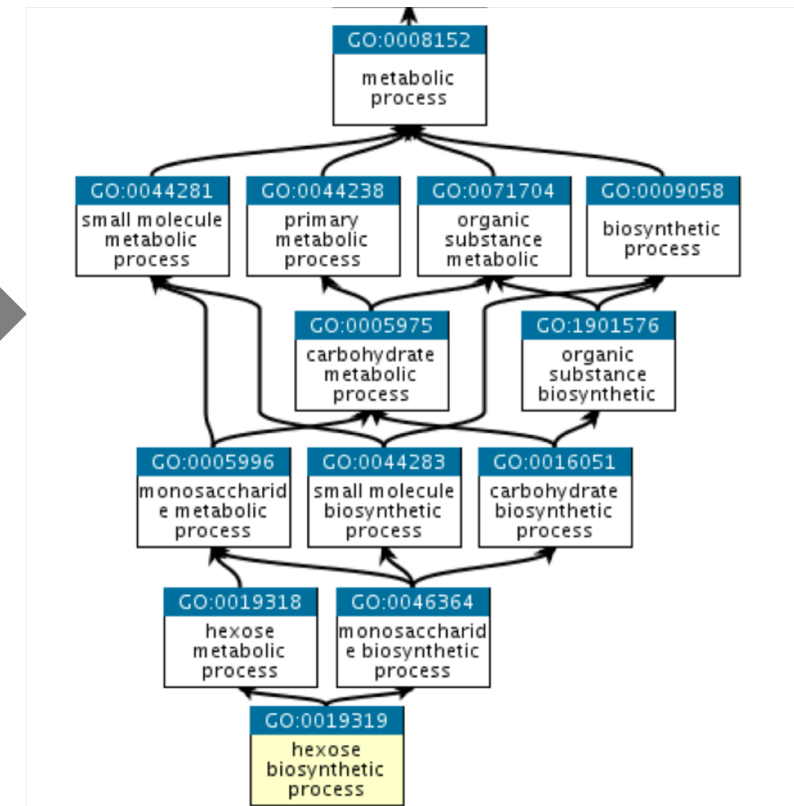 GO:0008152
metabolic
process
GO:0044281
small molecule
metabolic
process
GO:0044238
primary
metabolic
process
GO:0071704
organic
substance
metabolic
GO:0009058
biosynthetic
process
GO:0005975
carbohydrate
metabolic
process
GO:1901576
organic
substance
biosynthetic
GO:0005996
monosaccharid
e metabolic
process
GO:0044283
small molecule
biosynthetic
process
GO:0016051
carbohydrate
biosynthetic
process
GO:0019318
hexose
metabolic
process
GO:0046364
monosaccharid
e biosynthetic
process
GO:0019319
hexose
biosynthetic
process